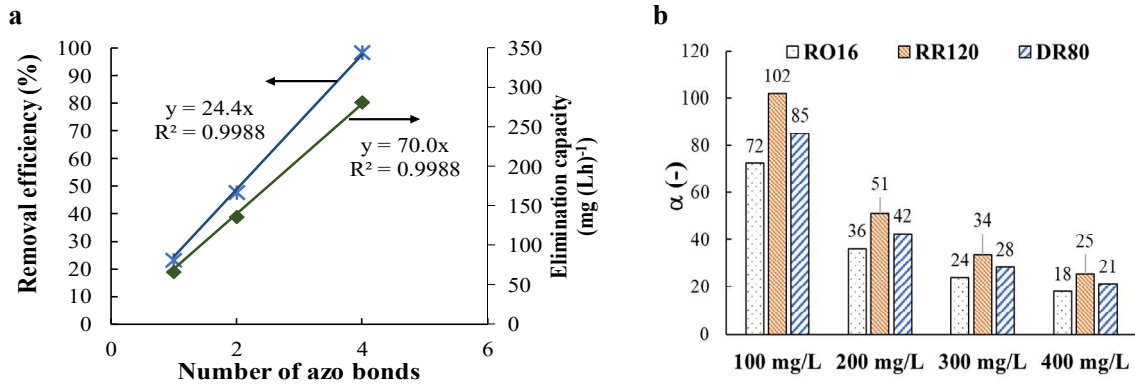 a
Removal efficiency (%)
100
90
80
70
60
50
40
30
20
10
0
0
2
4
6
Number of azo bonds
y = 24.4x
R² = 0.9988
y = 70.0x
R² = 0.9988
350
300
250
200
150
100
50
0
Elimination capacity
(mg (Lh)⁻¹
b
RO16 RR120 DR80
α (-)
120
100
80
60
40
20
0
72 102 85
36 51 42
24 34 28
18 25 21
100 mg/L 200 mg/L 300 mg/L 400 mg/L